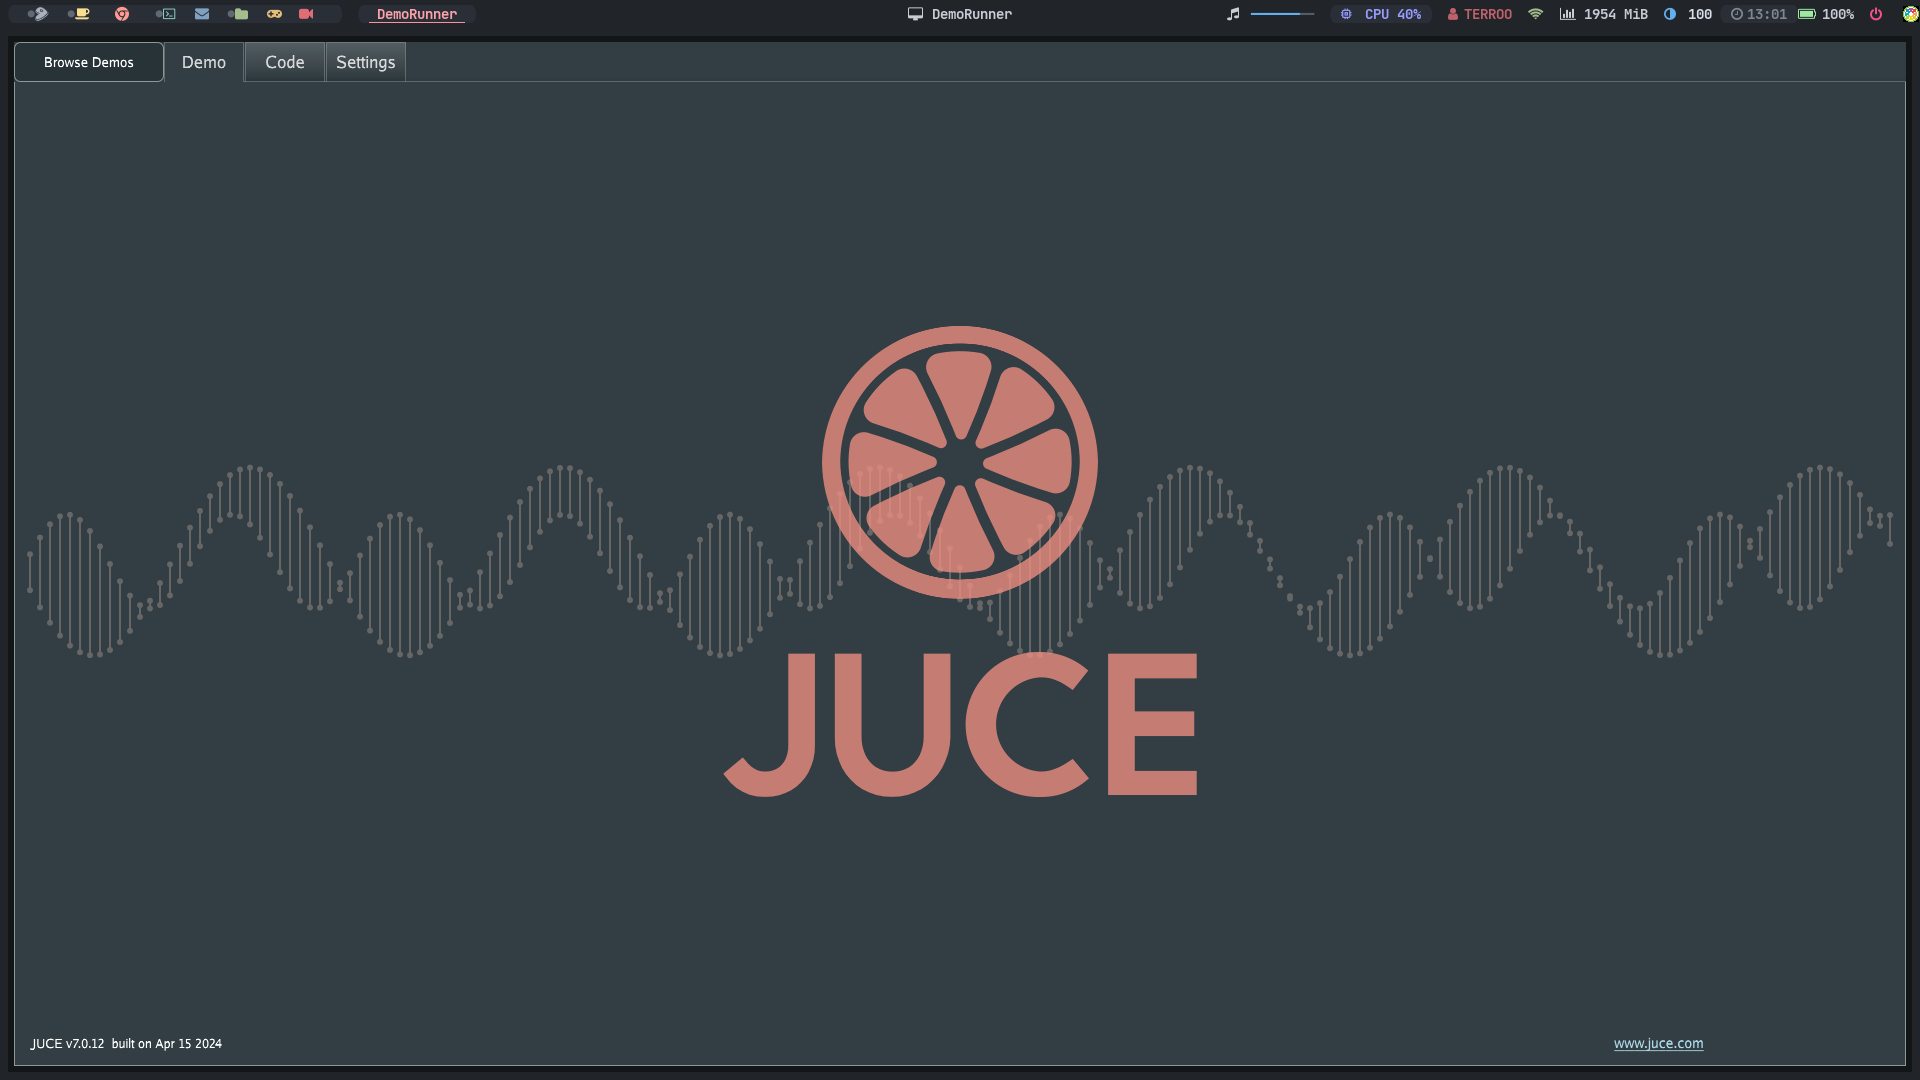 DemoRunner
DemoRunner
CPU 40%
TERROO
1954 MiB
100
13:01
100%
Browse Demos
Demo
Code
Settings
JUCE
JUCE v7.0.12 built on Apr 15 2024
www.juce.com